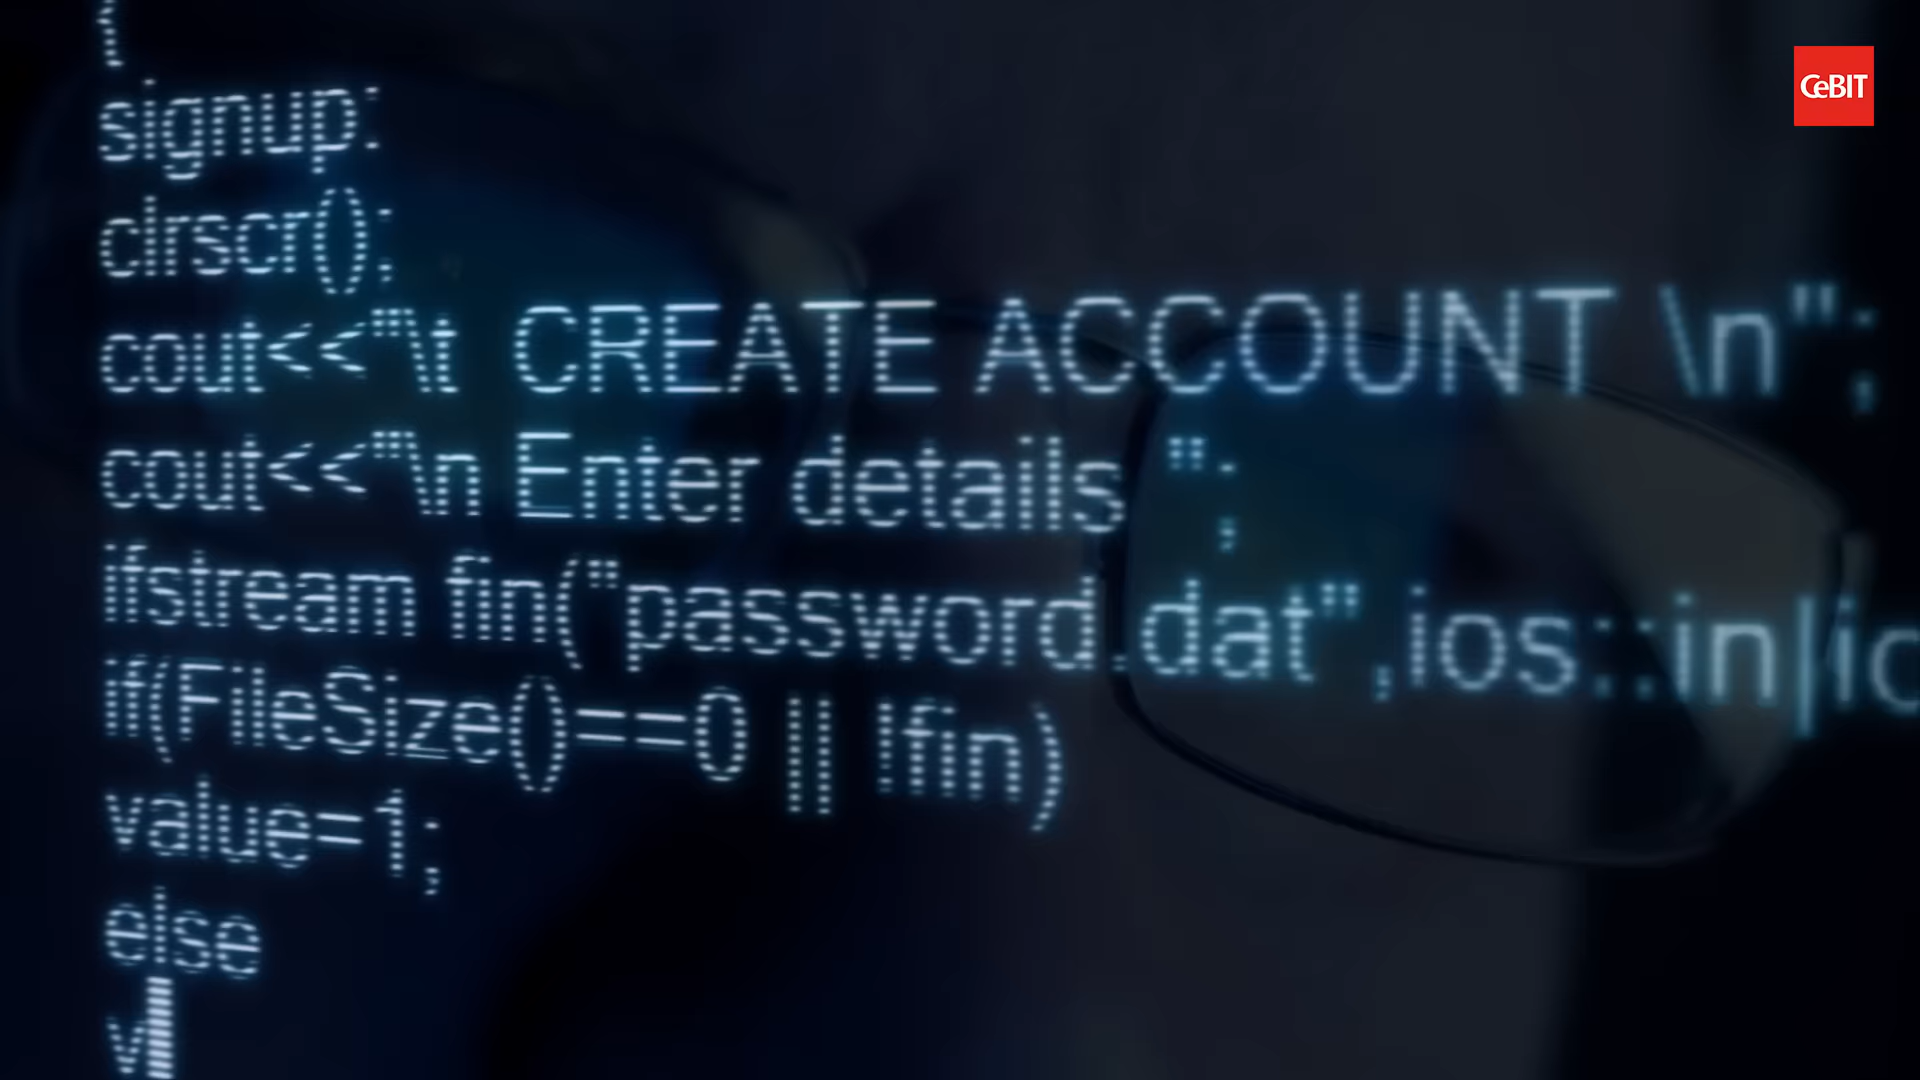 {
signup:
clrscr();
cout<<"\t CREATE ACCOUNT \n";
cout<<"\n Enter details ";
ifstream fin("password.dat",ios::in|
if(FileSize()==0 || !fin)
value=1;
else
v
CeBIT